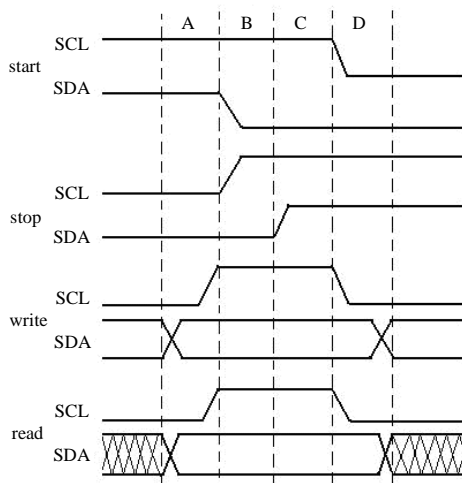 A B C D
SCL
start
SDA
SCL
stop
SDA
SCL
write
SDA
SCL
read
SDA